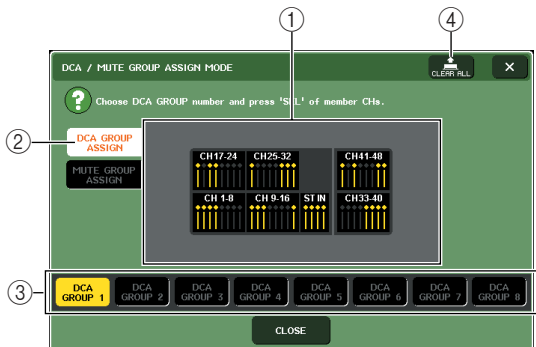 ① ④
DCA / MUTE GROUP ASSIGN MODE
CLEAR ALL
×
? Choose DCA GROUP number and press 'SEL' of member CHs.
②
DCA GROUP
ASSIGN
MUTE GROUP
ASSIGN
CH17-24 CH25-32 CH41-48
CH 1-8 CH 9-16 ST IN CH33-40
③
DCA DCA DCA DCA DCA DCA DCA DCA
GROUP 1 GROUP 2 GROUP 3 GROUP 4 GROUP 5 GROUP 6 GROUP 7 GROUP 8
CLOSE